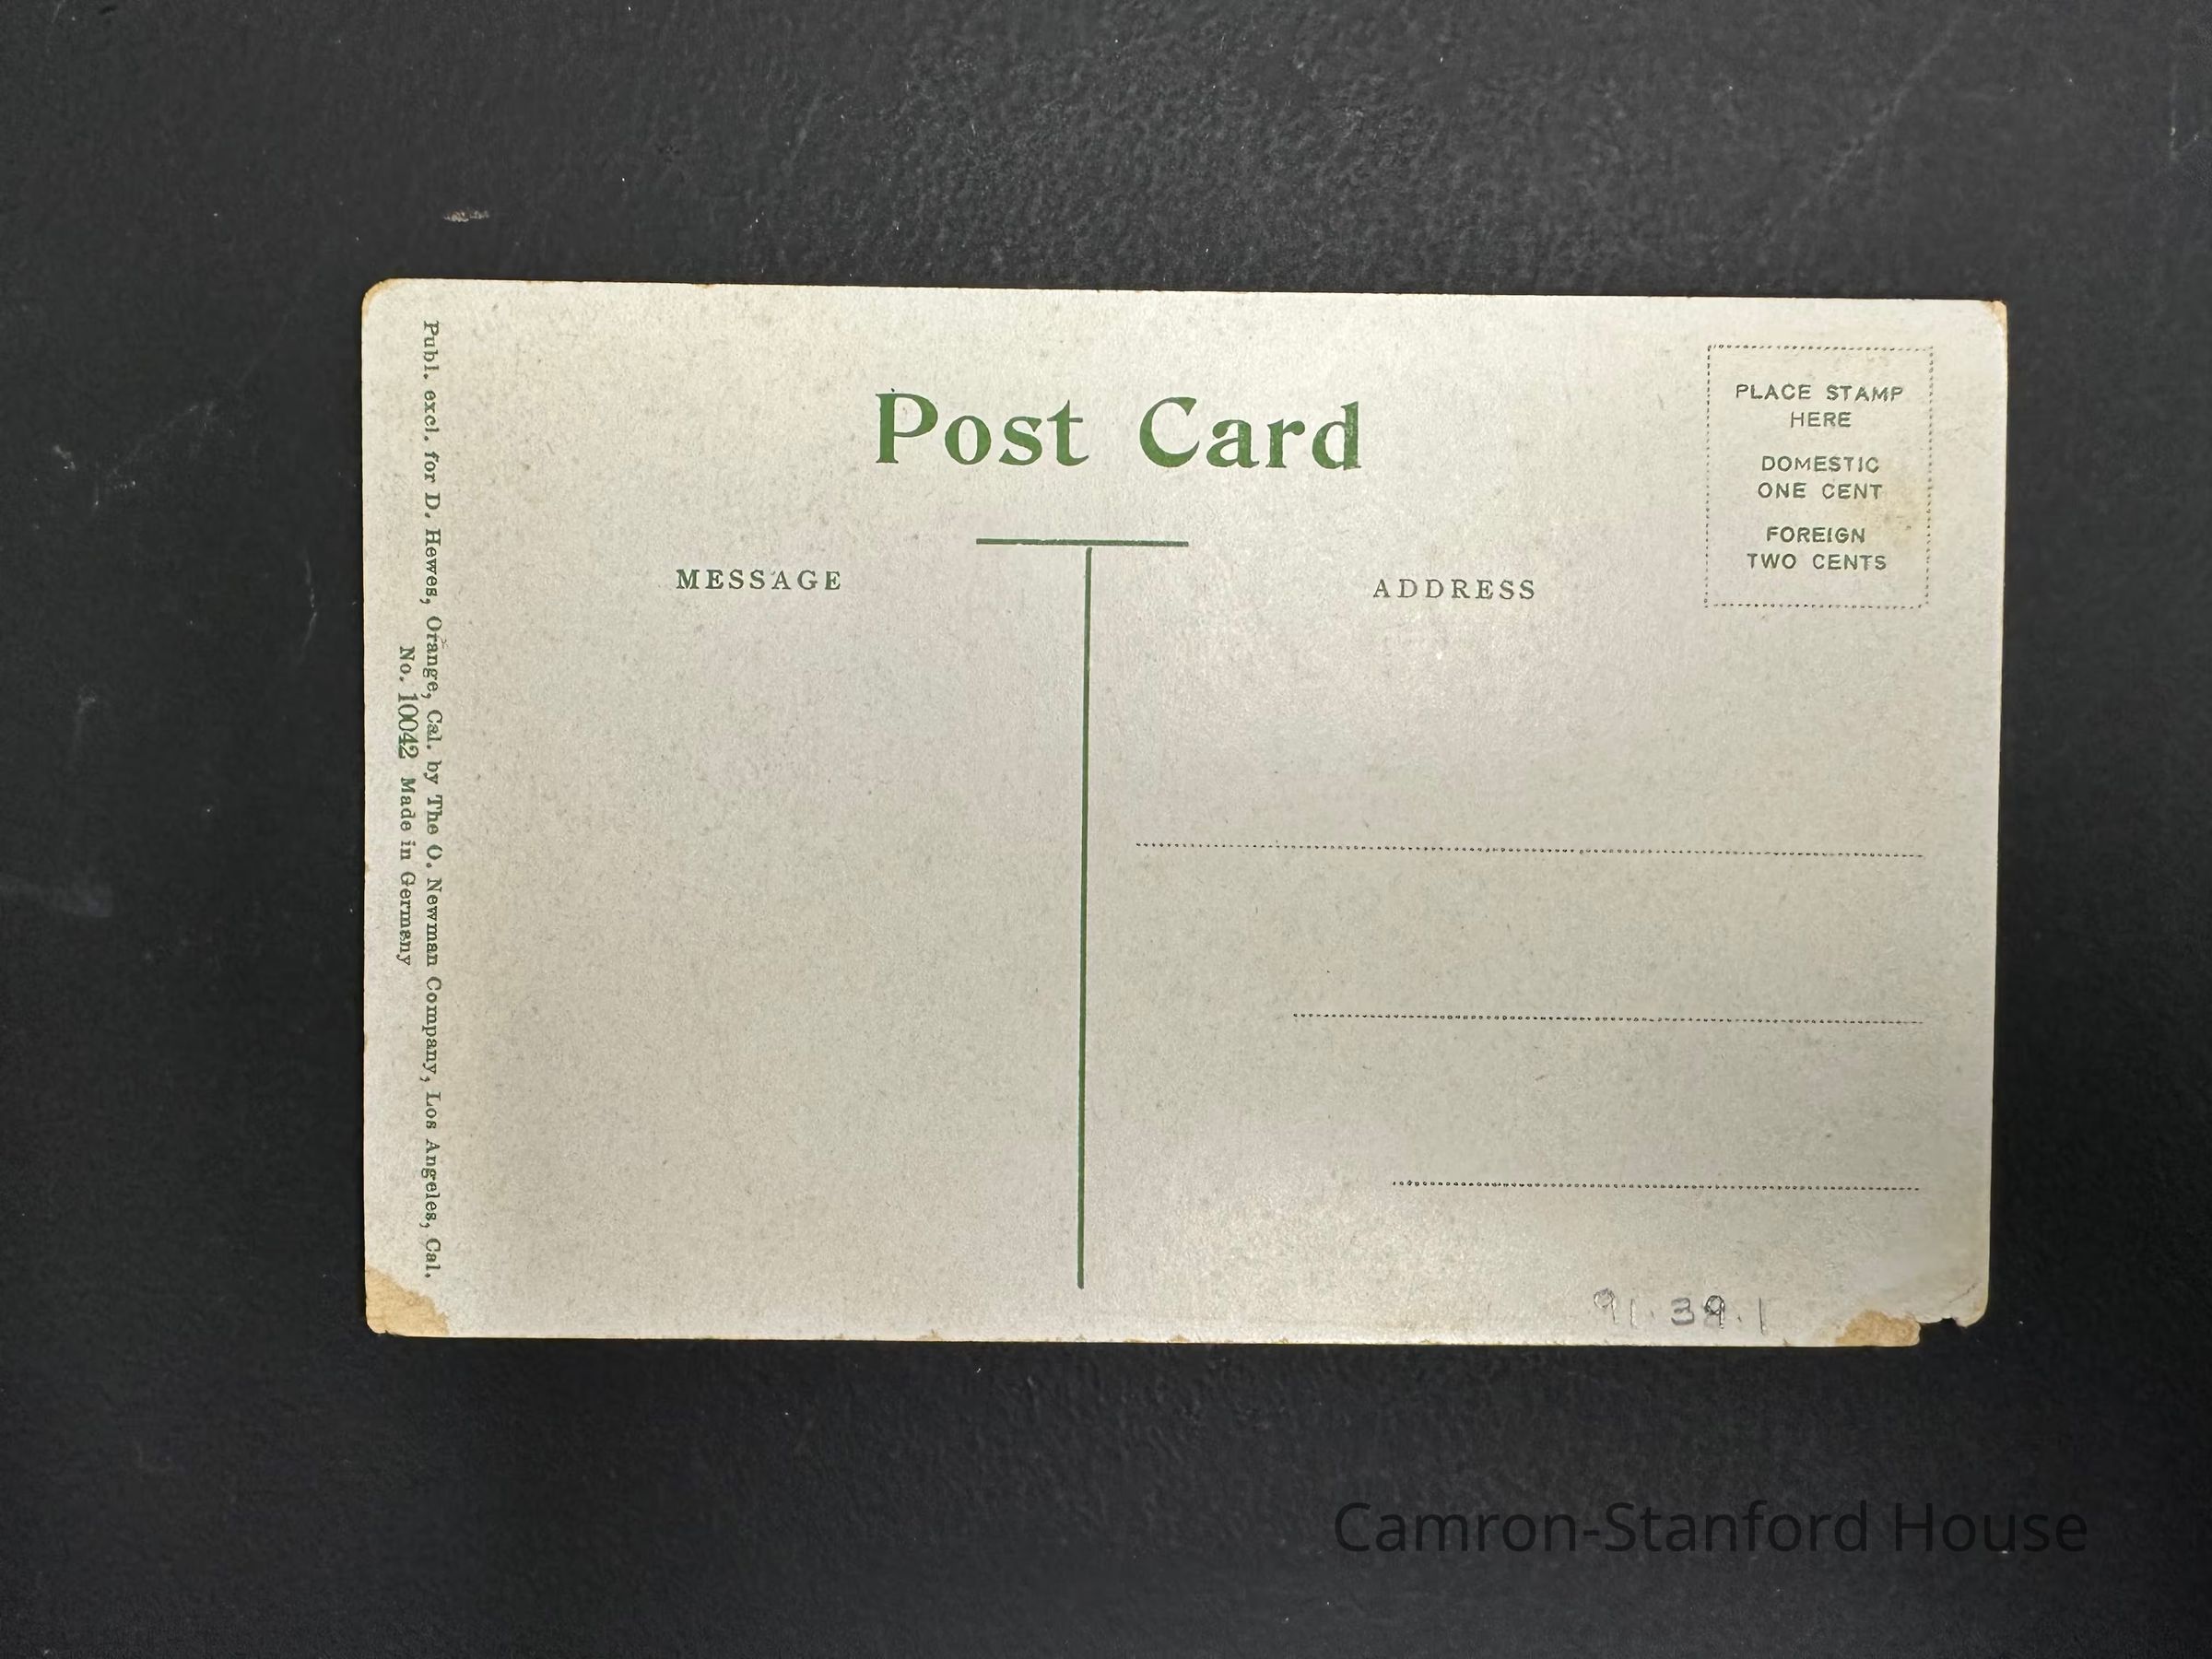 Post Card
PLACE STAMP
HERE
DOMESTIC
ONE CENT
FOREIGN
TWO CENTS
MESSAGE
ADDRESS
Publ. excl. for D. Hewes, Orange, Cal. by The O. Newman Company, Los Angeles, Cal.
No. 10042 Made in Germany
91.39.1
Camron-Stanford House